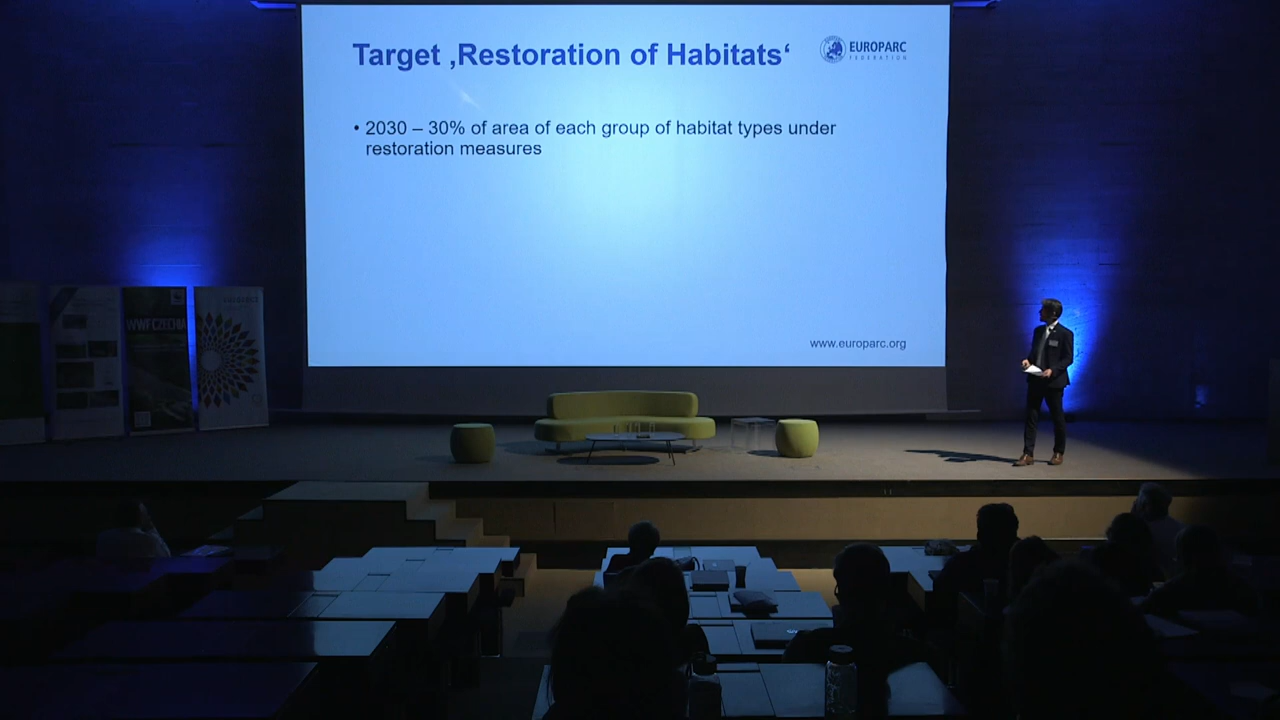 Target ‚Restoration of Habitats‘
EUROPARC
FEDERATION
• 2030 – 30% of area of each group of habitat types under
restoration measures
www.europarc.org
WWF CZECHIA